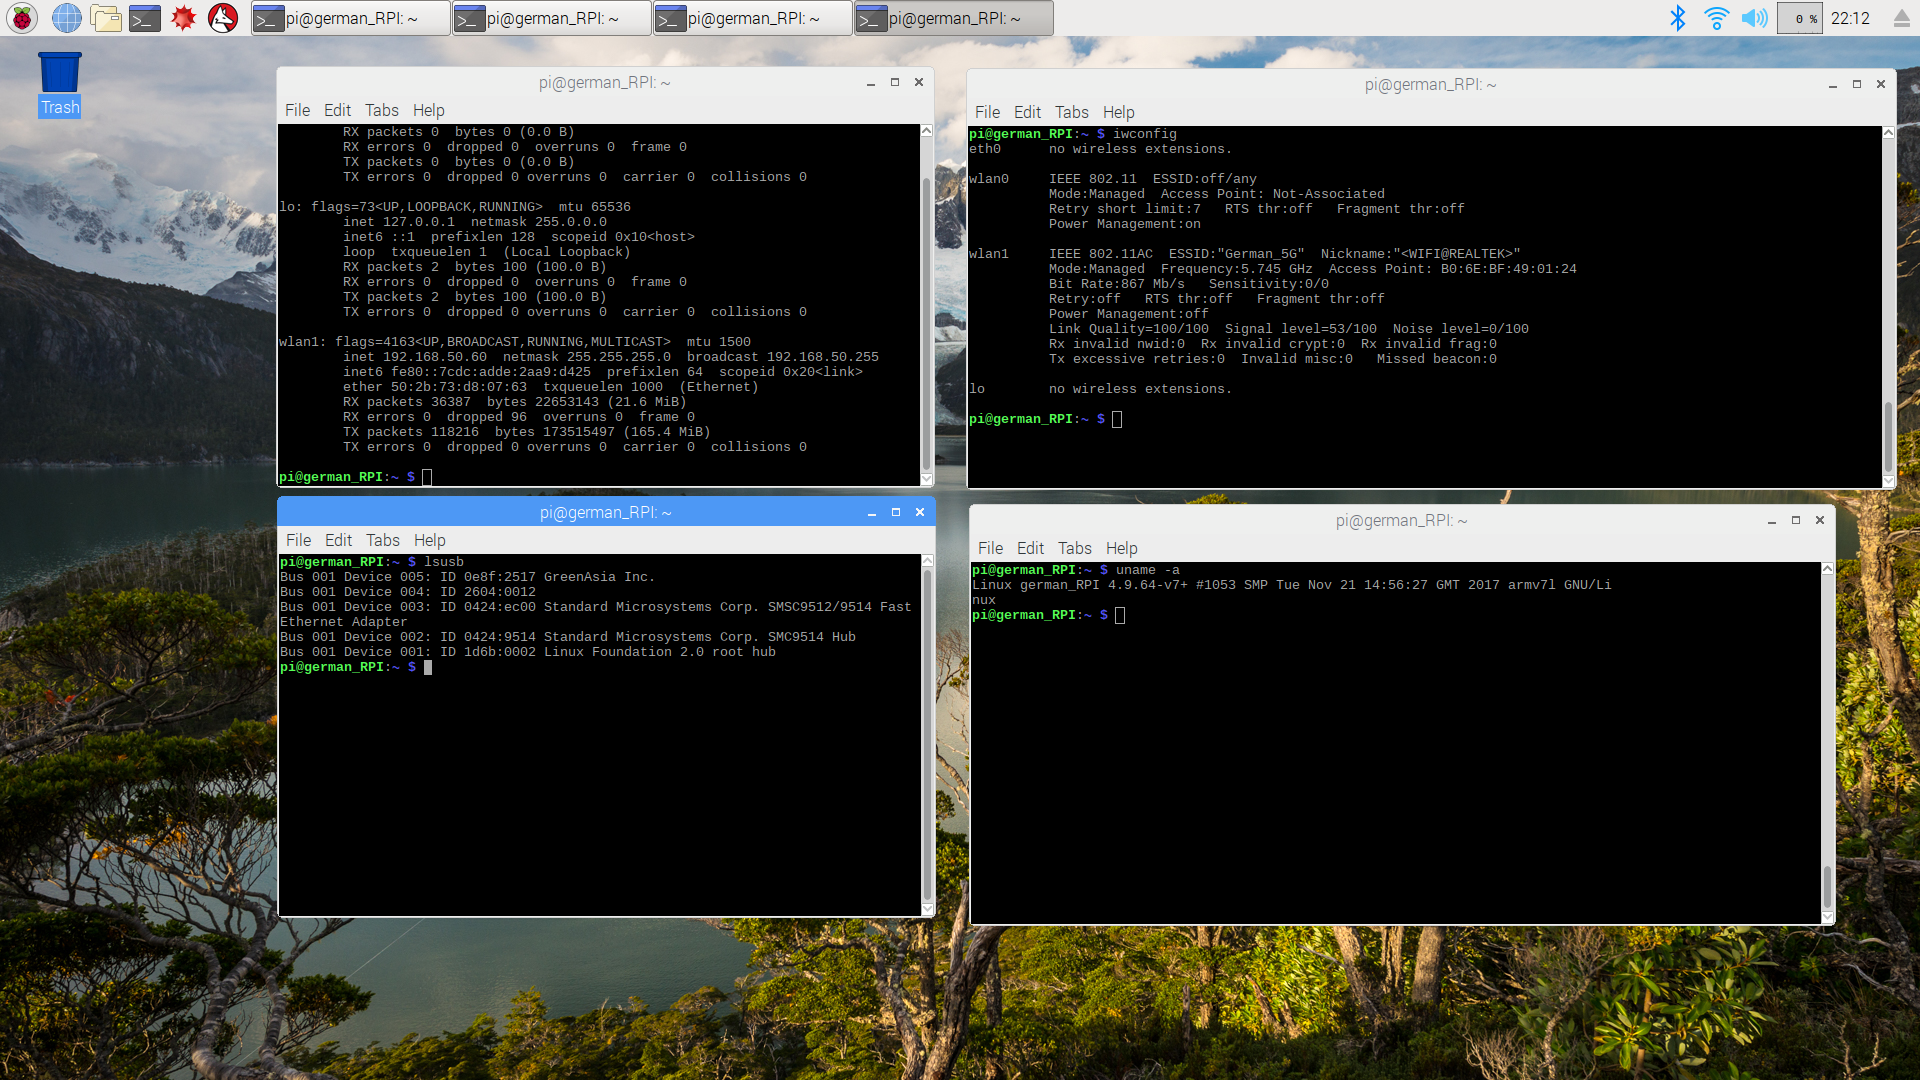 pi@german_RPI: ~ pi@german_RPI: ~ pi@german_RPI: ~ pi@german_RPI: ~ 0 % 22:12
Trash
pi@german_RPI: ~
File Edit Tabs Help
RX packets 0  bytes 0 (0.0 B)
RX errors 0  dropped 0  overruns 0  frame 0
TX packets 0  bytes 0 (0.0 B)
TX errors 0  dropped 0 overruns 0  carrier 0  collisions 0
lo: flags=73<UP,LOOPBACK,RUNNING>  mtu 65536
inet 127.0.0.1  netmask 255.0.0.0
inet6 ::1  prefixlen 128  scopeid 0x10<host>
loop  txqueuelen 1  (Local Loopback)
RX packets 2  bytes 100 (100.0 B)
RX errors 0  dropped 0  overruns 0  frame 0
TX packets 2  bytes 100 (100.0 B)
TX errors 0  dropped 0 overruns 0  carrier 0  collisions 0
wlan1: flags=4163<UP,BROADCAST,RUNNING,MULTICAST>  mtu 1500
inet 192.168.50.60  netmask 255.255.255.0  broadcast 192.168.50.255
inet6 fe80::7cdc:adde:2aa9:d425  prefixlen 64  scopeid 0x20<link>
ether 50:2b:73:d8:07:63  txqueuelen 1000  (Ethernet)
RX packets 36387  bytes 22653143 (21.6 MiB)
RX errors 0  dropped 96  overruns 0  frame 0
TX packets 118216  bytes 173515497 (165.4 MiB)
TX errors 0  dropped 0 overruns 0  carrier 0  collisions 0
pi@german_RPI:~ $
pi@german_RPI: ~
File Edit Tabs Help
pi@german_RPI:~ $ iwconfig
eth0      no wireless extensions.
wlan0     IEEE 802.11  ESSID:off/any
Mode:Managed  Access Point: Not-Associated
Retry short limit:7   RTS thr:off   Fragment thr:off
Power Management:on
wlan1     IEEE 802.11AC  ESSID:"German_5G"  Nickname:"<WIFI@REALTEK>"
Mode:Managed  Frequency:5.745 GHz  Access Point: B0:6E:BF:49:01:24
Bit Rate:867 Mb/s   Sensitivity:0/0
Retry:off   RTS thr:off   Fragment thr:off
Power Management:off
Link Quality=100/100  Signal level=53/100  Noise level=0/100
Rx invalid nwid:0  Rx invalid crypt:0  Rx invalid frag:0
Tx excessive retries:0  Invalid misc:0   Missed beacon:0
lo        no wireless extensions.
pi@german_RPI:~ $
pi@german_RPI: ~
File Edit Tabs Help
pi@german_RPI:~ $ lsusb
Bus 001 Device 005: ID 0e8f:2517 GreenAsia Inc.
Bus 001 Device 004: ID 2604:0012
Bus 001 Device 003: ID 0424:ec00 Standard Microsystems Corp. SMSC9512/9514 Fast
Ethernet Adapter
Bus 001 Device 002: ID 0424:9514 Standard Microsystems Corp. SMC9514 Hub
Bus 001 Device 001: ID 1d6b:0002 Linux Foundation 2.0 root hub
pi@german_RPI:~ $
pi@german_RPI: ~
File Edit Tabs Help
pi@german_RPI:~ $ uname -a
Linux german_RPI 4.9.64-v7+ #1053 SMP Tue Nov 21 14:56:27 GMT 2017 armv7l GNU/Li
nux
pi@german_RPI:~ $